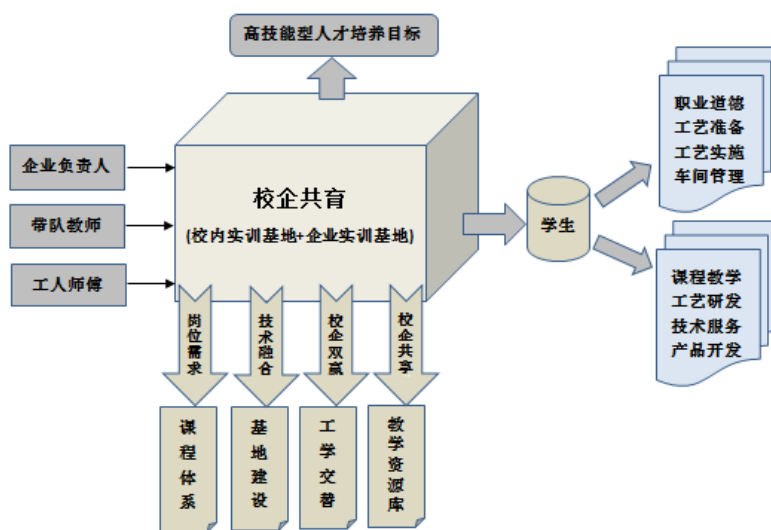 高技能型人才培养目标
企业负责人
带队教师
工人师傅
校企共育
(校内实训基地+企业实训基地)
学生
职业道德
工艺准备
工艺实施
车间管理
课程教学
工艺研发
技术服务
产品开发
岗位需求
技术融合
校企双赢
校企共享
课程体系
基地建设
工学交替
教学资源库